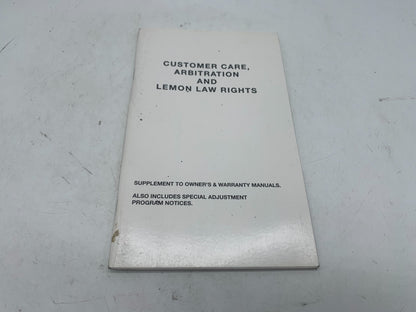 CUSTOMER CARE,
ARBITRATION
AND
LEMON LAW RIGHTS
SUPPLEMENT TO OWNER'S & WARRANTY MANUALS.
ALSO INCLUDES SPECIAL ADJUSTMENT
PROGRAM NOTICES.